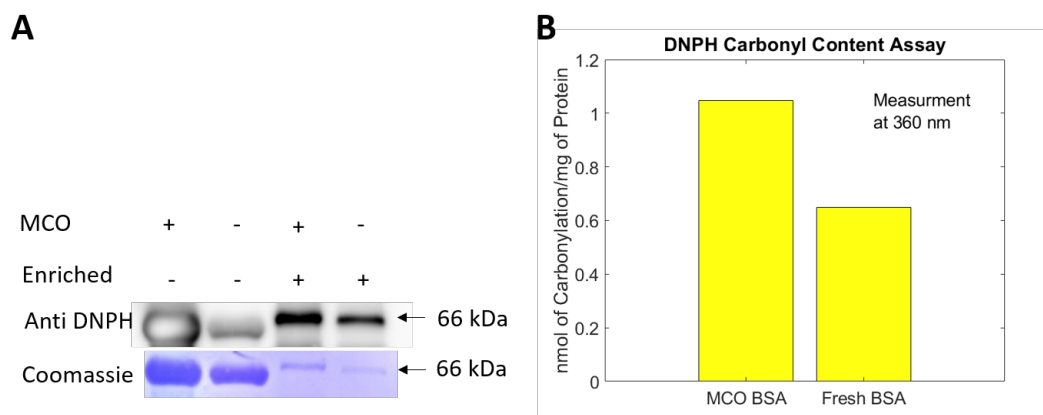 A
MCO + - + -
Enriched - - + +
Anti DNPH 66 kDa
Coomassie 66 kDa
B
DNPH Carbonyl Content Assay
nmol of Carbonylation/mg of Protein
1.2
1
0.8
0.6
0.4
0.2
0
Measurment
at 360 nm
MCO BSA Fresh BSA